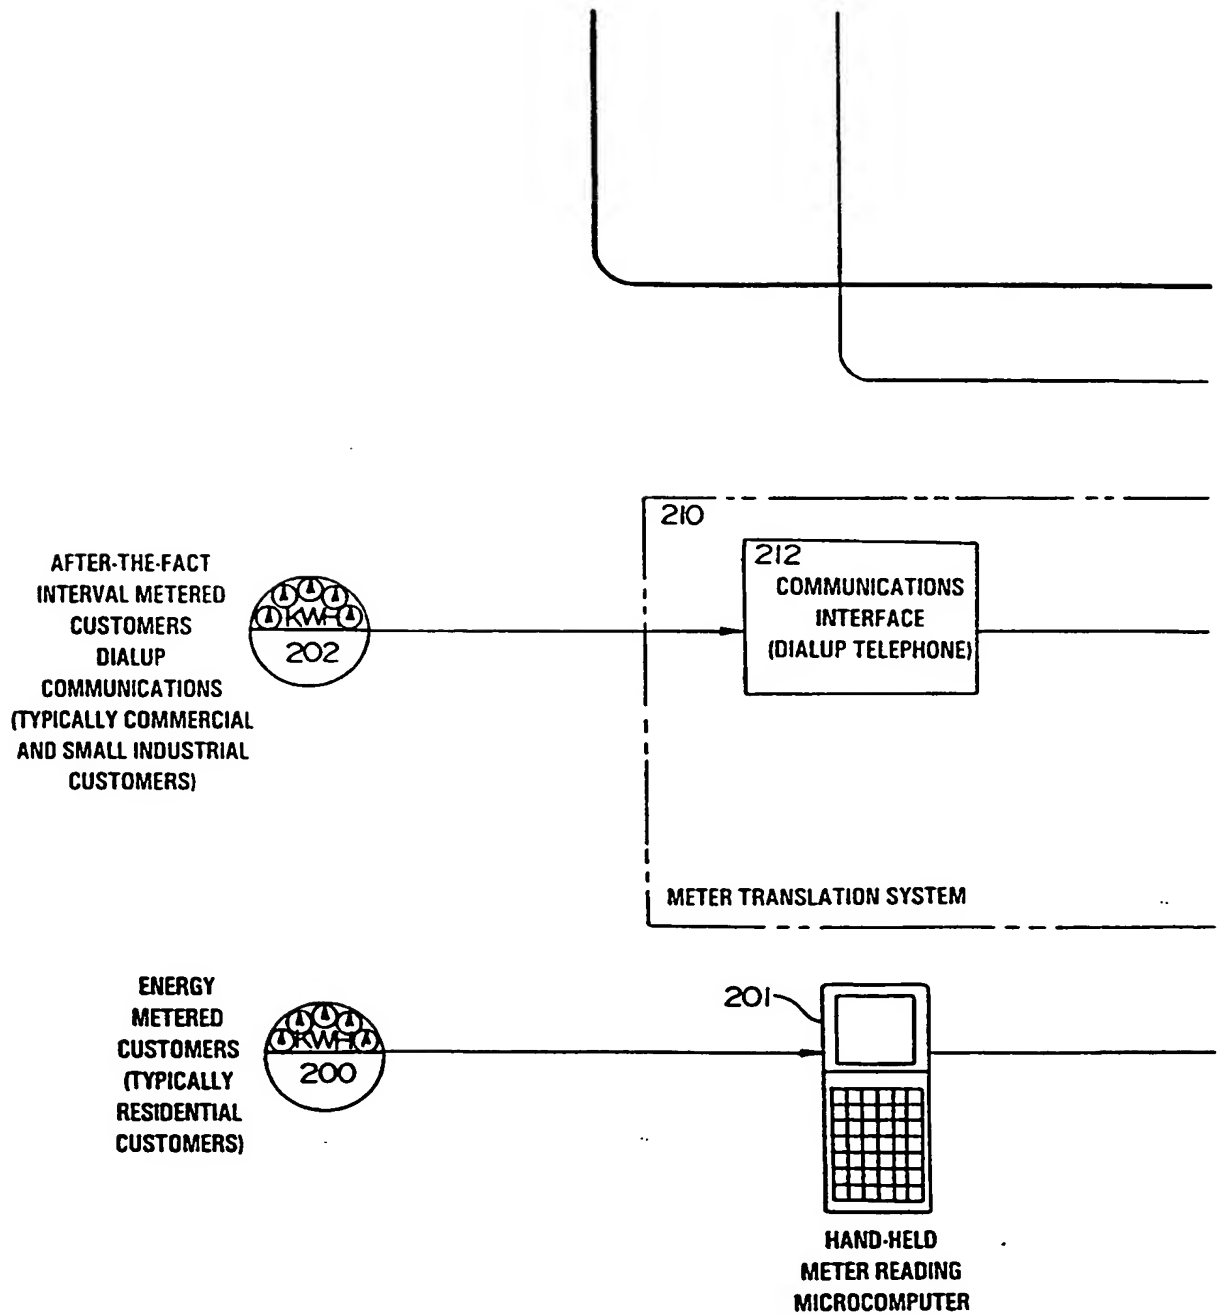 210
212
COMMUNICATIONS
INTERFACE
(DIALUP TELEPHONE)
AFTER-THE-FACT
INTERVAL METERED
CUSTOMERS
DIALUP
COMMUNICATIONS
(TYPICALLY COMMERCIAL
AND SMALL INDUSTRIAL
CUSTOMERS)
KWH
202
METER TRANSLATION SYSTEM
ENERGY
METERED
CUSTOMERS
(TYPICALLY
RESIDENTIAL
CUSTOMERS)
KWH
200
201
HAND-HELD
METER READING
MICROCOMPUTER